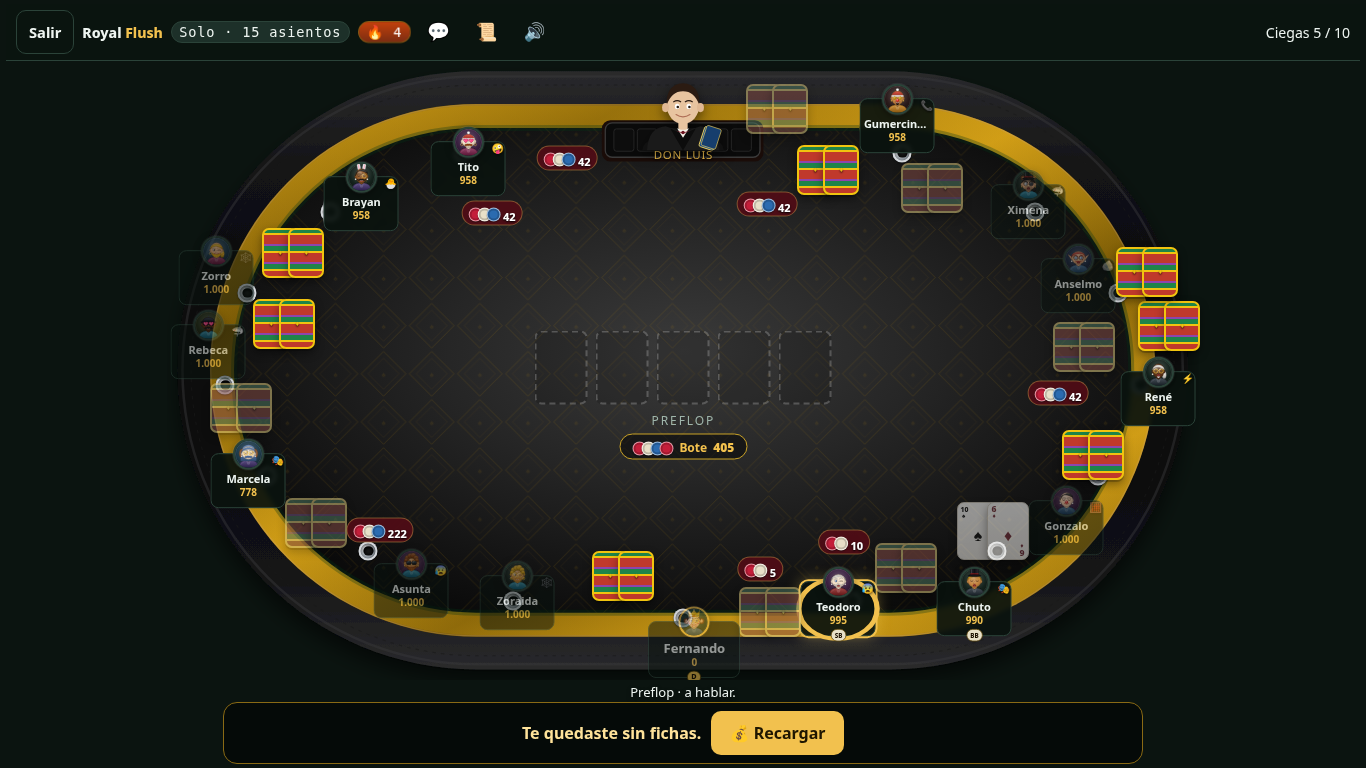 Salir
Royal Flush
Solo · 15 asientos
🔥 4
Ciegas 5 / 10
DON LUIS
Gumercin...
958
Tito
958
42
Brayan
958
42
42
Ximena
1.000
Zorro
1.000
Anselmo
1.000
Rebeca
1.000
René
958
42
PREFLOP
Bote 405
Marcela
778
222
Gonzalo
1.000
10
6
6
10
5
Asunta
1.000
Zoraida
1.000
Teodoro
995
SB
Chuto
990
BB
Fernando
0
D
Preflop · a hablar.
Te quedaste sin fichas.
💰 Recargar